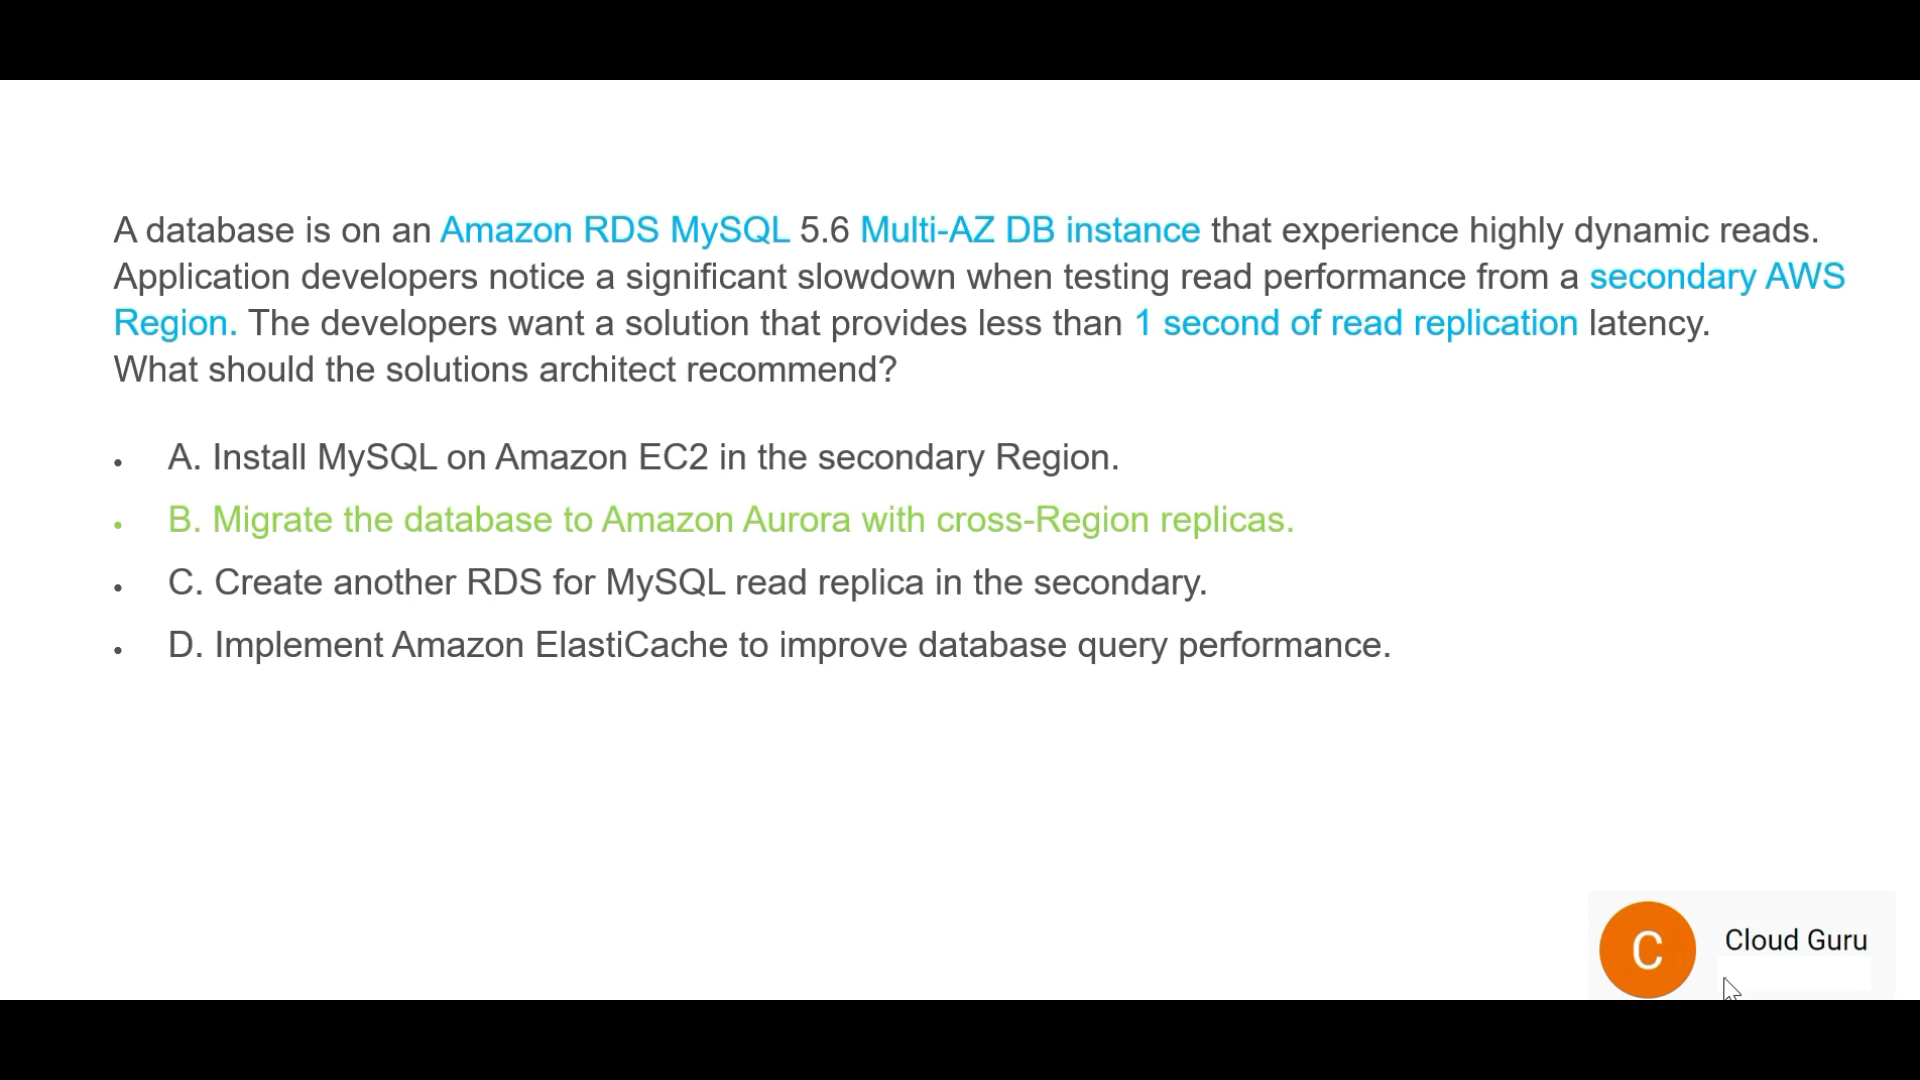 A database is on an Amazon RDS MySQL 5.6 Multi-AZ DB instance that experience highly dynamic reads.
Application developers notice a significant slowdown when testing read performance from a secondary AWS
Region. The developers want a solution that provides less than 1 second of read replication latency.
What should the solutions architect recommend?
• A. Install MySQL on Amazon EC2 in the secondary Region.
• B. Migrate the database to Amazon Aurora with cross-Region replicas.
• C. Create another RDS for MySQL read replica in the secondary.
• D. Implement Amazon ElastiCache to improve database query performance.
C
Cloud Guru